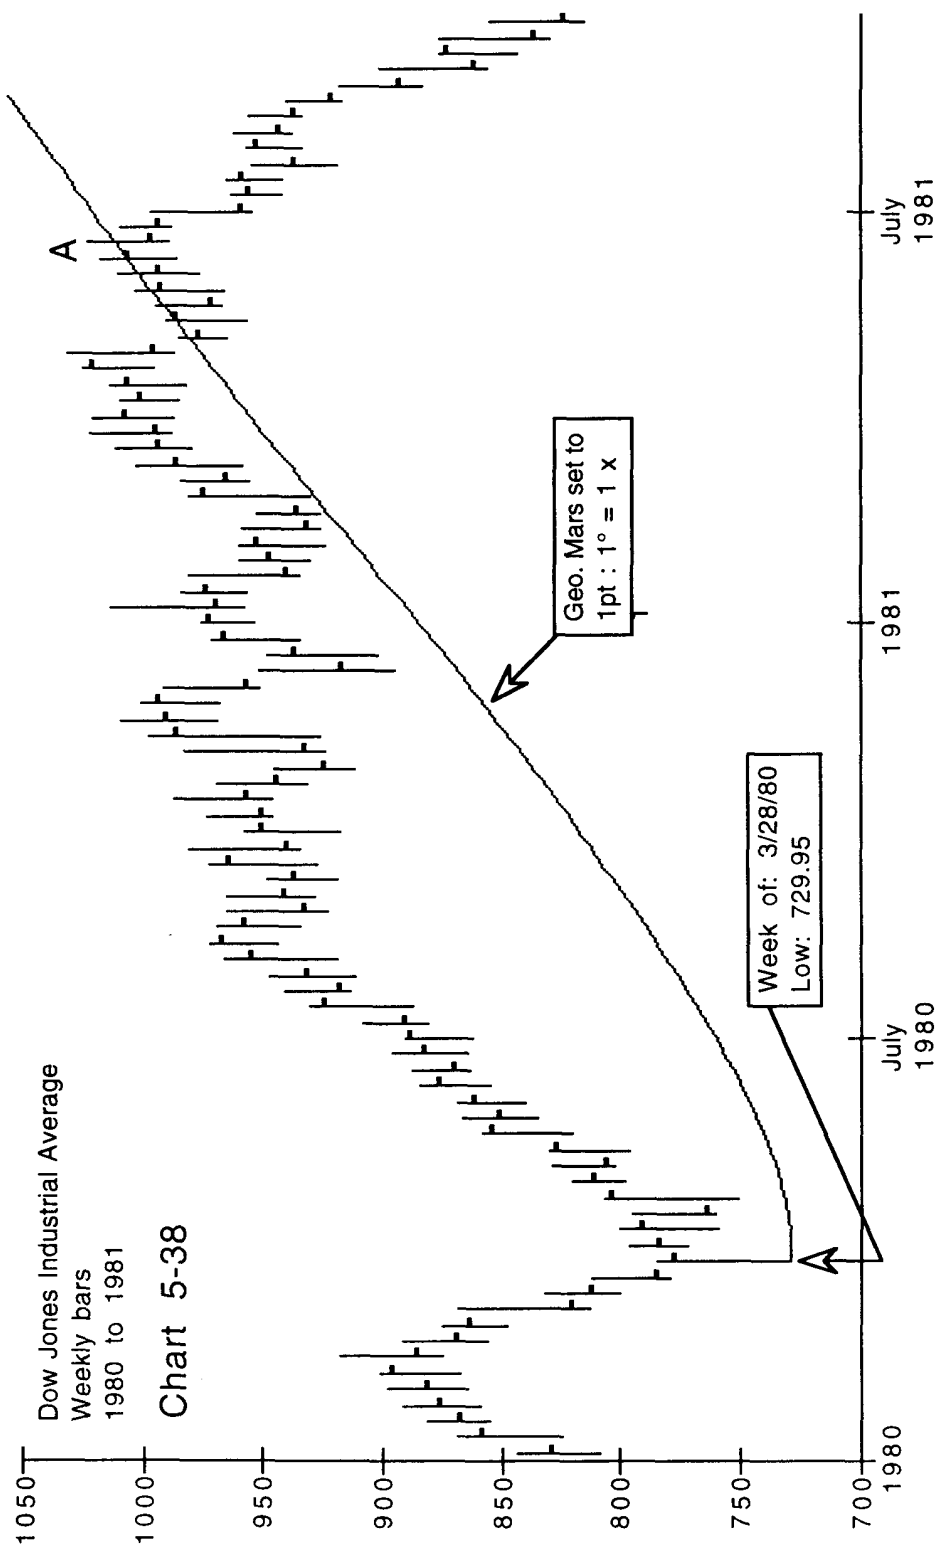 Dow Jones Industrial Average
Weekly bars
1980 to 1981
Chart 5-38
A
Geo. Mars set to
1pt : 1° = 1 x
Week of: 3/28/80
Low: 729.95
1050
1000
950
900
850
800
750
700
1980
July
1980
1981
July
1981